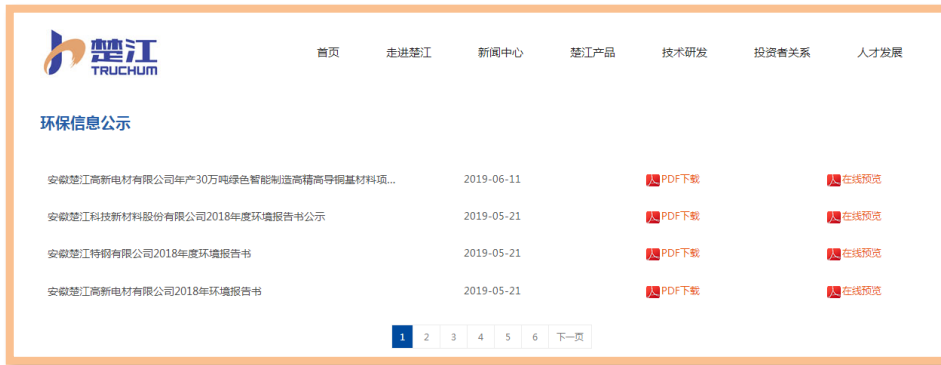 楚江
TRUCHUM
首页 走进楚江 新闻中心 楚江产品 技术研发 投资者关系 人才发展
环保信息公示
安徽楚江高新电材有限公司年产30万吨绿色智能制造高精高导铜基材料项... 2019-06-11 PDF下载 在线预览
安徽楚江科技新材料股份有限公司2018年度环境报告书公示 2019-05-21 PDF下载 在线预览
安徽楚江特钢有限公司2018年度环境报告书 2019-05-21 PDF下载 在线预览
安徽楚江高新电材有限公司2018年环境报告书 2019-05-21 PDF下载 在线预览
1 2 3 4 5 6 下一页